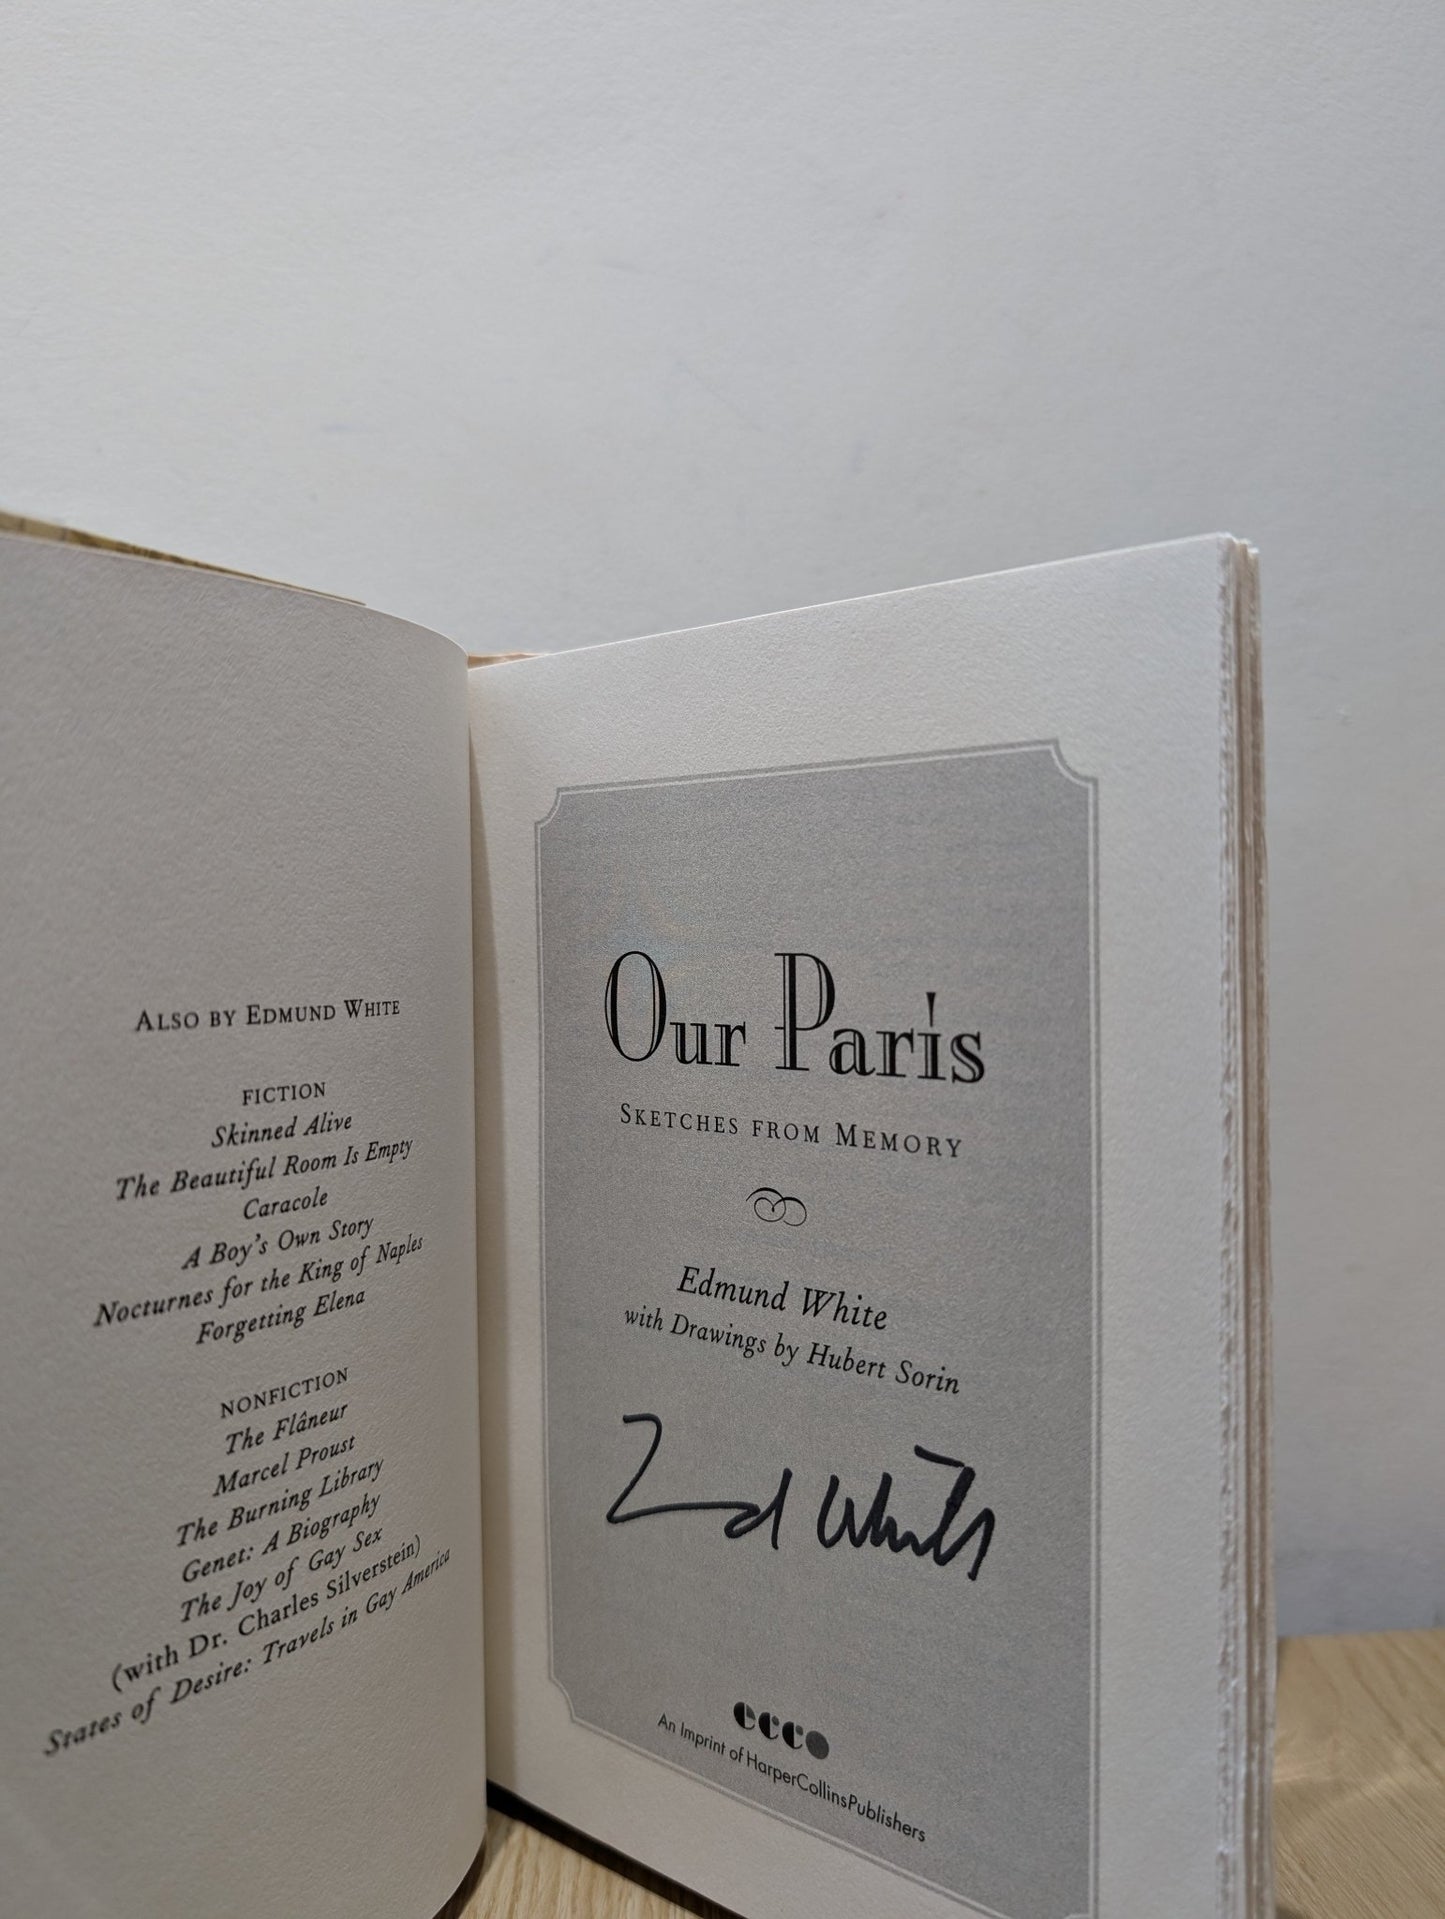 ALSO BY EDMUND WHITE
FICTION
Skinned Alive
The Beautiful Room Is Empty
Caracole
A Boy's Own Story
Nocturnes for the King of Naples
Forgetting Elena
NONFICTION
The Flâneur
Marcel Proust
The Burning Library
Genet: A Biography
The Joy of Gay Sex
(with Dr. Charles Silverstein)
States of Desire: Travels in Gay America
Our Paris
SKETCHES FROM MEMORY
Edmund White
with Drawings by Hubert Sorin
Ed White
ecco
An Imprint of HarperCollinsPublishers